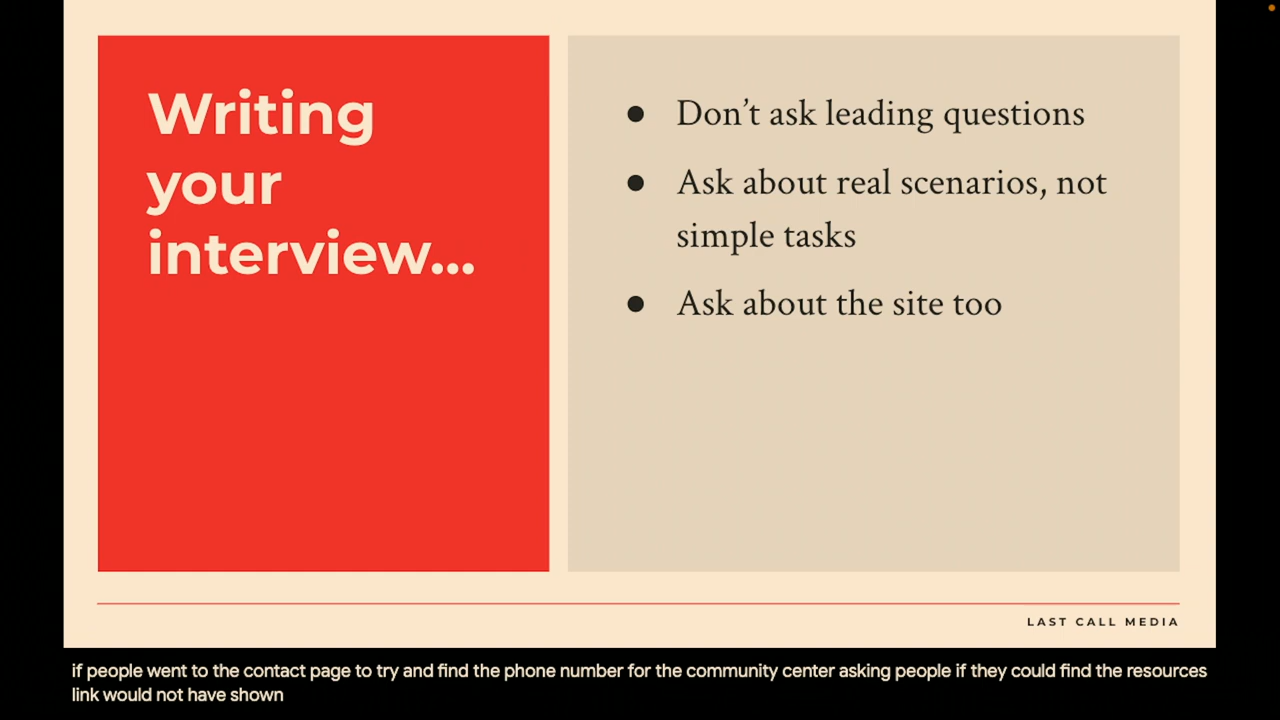 Writing
your
interview...
● Don’t ask leading questions
● Ask about real scenarios, not
simple tasks
● Ask about the site too
LAST CALL MEDIA
if people went to the contact page to try and find the phone number for the community center asking people if they could find the resources
link would not have shown